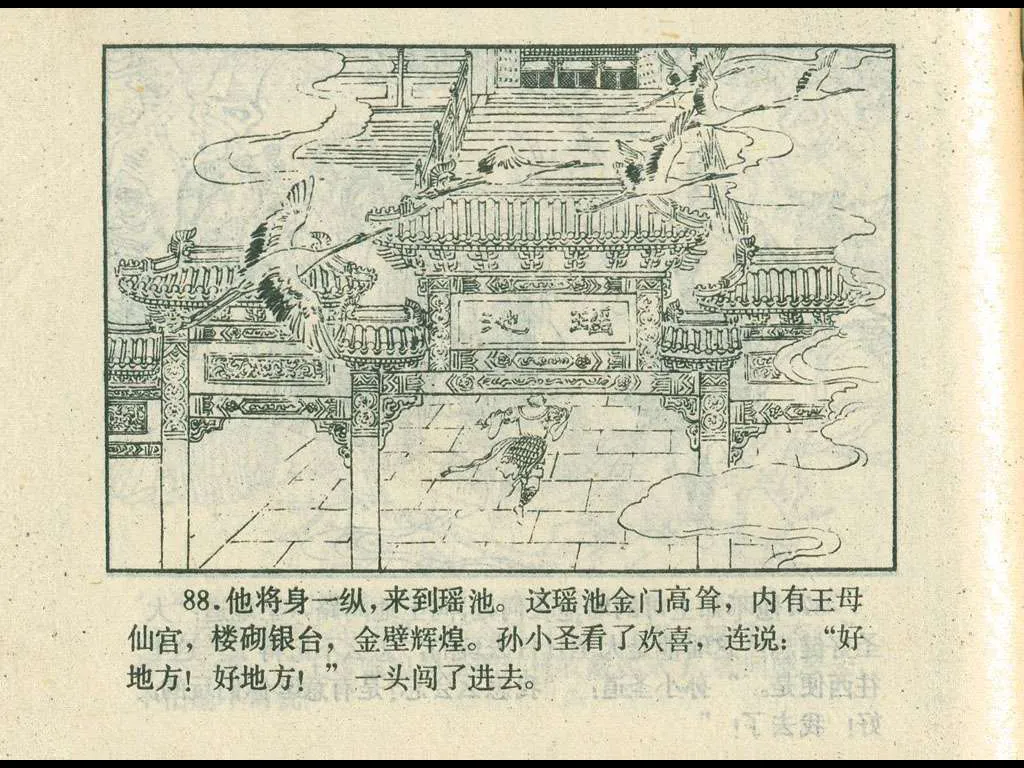 池瑶
88.他将身一纵，来到瑶池。这瑶池金门高耸，内有王母
仙宫，楼砌银台，金壁辉煌。孙小圣看了欢喜，连说：“好
地方！好地方！”一头闯了进去。